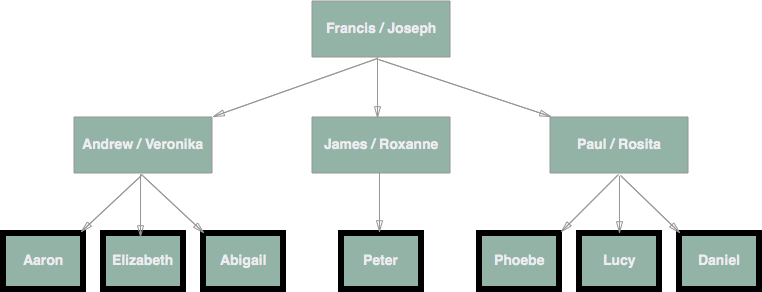 Francis / Joseph
Andrew / Veronika
James / Roxanne
Paul / Rosita
Aaron
Elizabeth
Abigail
Peter
Phoebe
Lucy
Daniel